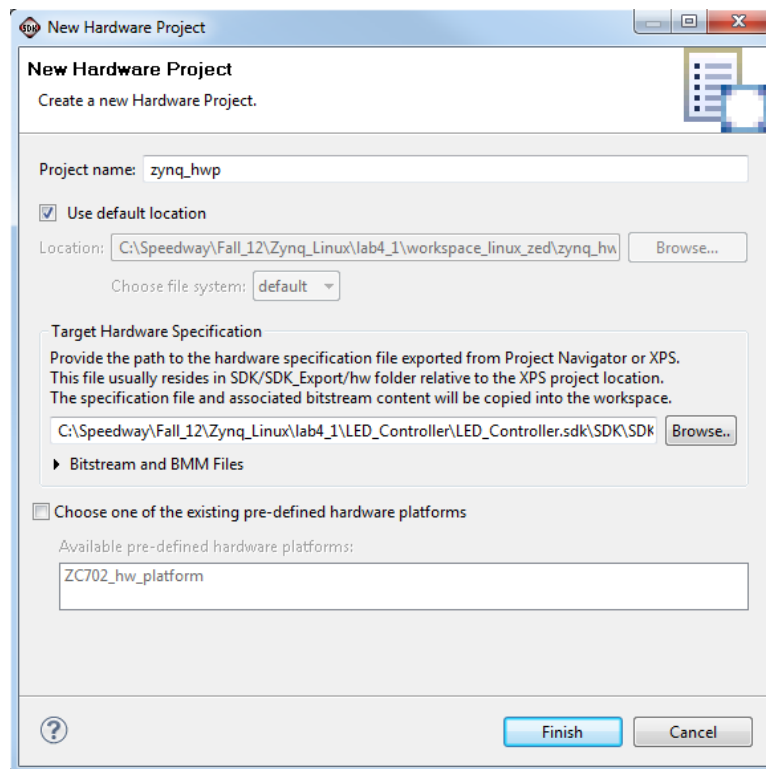 SDK New Hardware Project
New Hardware Project
Create a new Hardware Project.
Project name: zynq_hwp
Use default location
Location: C:\Speedway\Fall_12\Zynq_Linux\lab4_1\workspace_linux_zed\zynq_hw Browse...
Choose file system: default
Target Hardware Specification
Provide the path to the hardware specification file exported from Project Navigator or XPS.
This file usually resides in SDK/SDK_Export/hw folder relative to the XPS project location.
The specification file and associated bitstream content will be copied into the workspace.
C:\Speedway\Fall_12\Zynq_Linux\lab4_1\LED_Controller\LED_Controller.sdk\SDK\SDK Browse..
Bitstream and BMM Files
Choose one of the existing pre-defined hardware platforms
Available pre-defined hardware platforms:
ZC702_hw_platform
? Finish Cancel